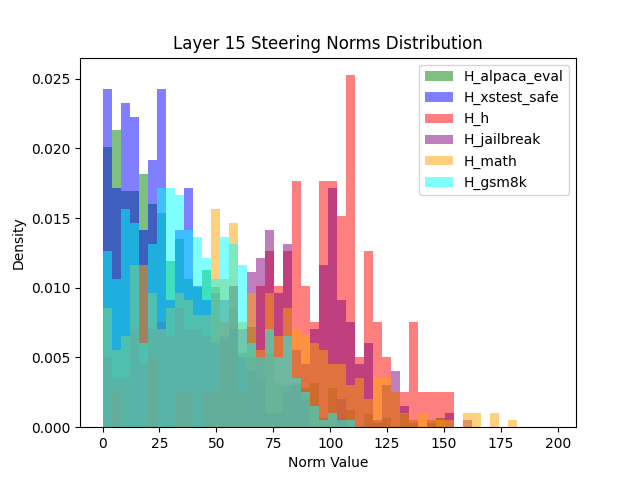 Layer 15 Steering Norms Distribution
H_alpaca_eval
H_xstest_safe
H_h
H_jailbreak
H_math
H_gsm8k
Density
0.025
0.020
0.015
0.010
0.005
0.000
0 25 50 75 100 125 150 175 200
Norm Value